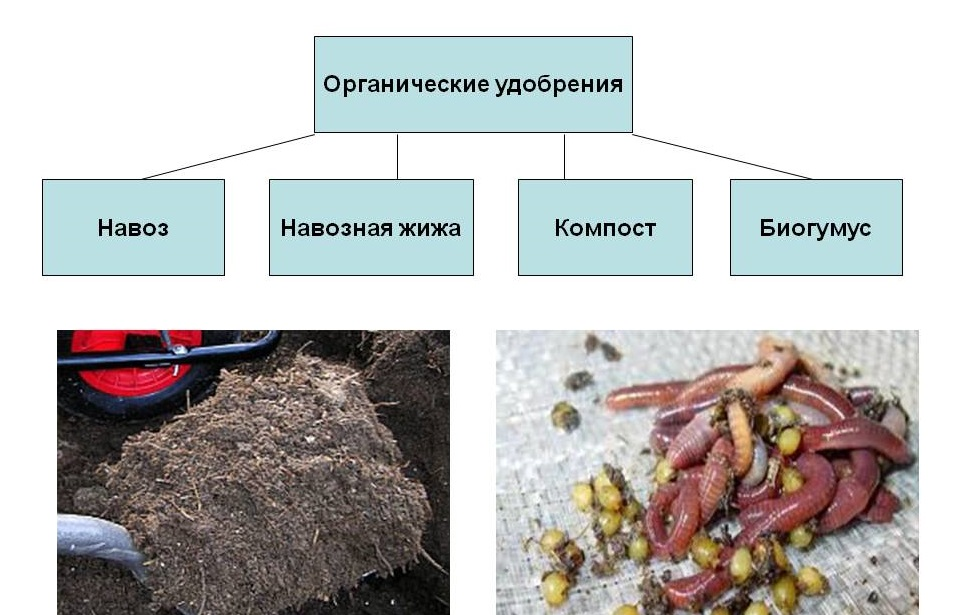 Органические удобрения
Навоз
Навозная жижа
Компост
Биогумус